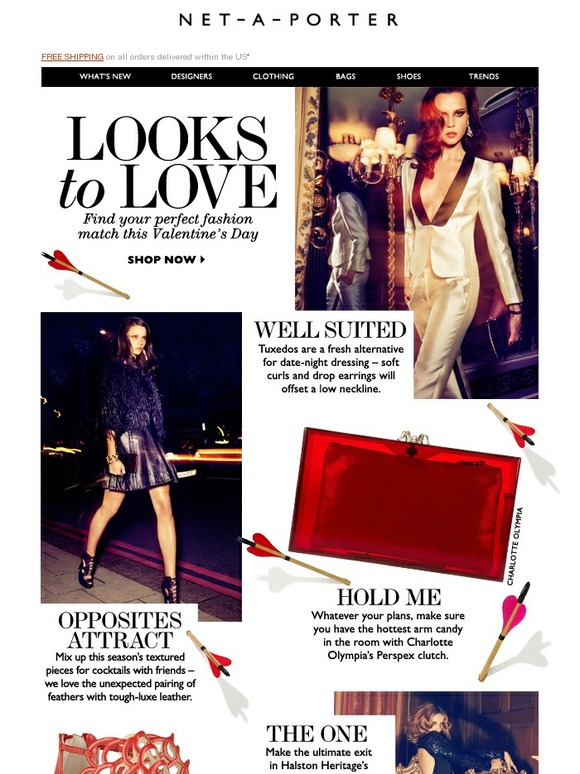 NET-A-PORTER
FREE SHIPPING on all orders delivered within the US*
WHAT'S NEW DESIGNERS CLOTHING BAGS SHOES TRENDS
LOOKS
to LOVE
Find your perfect fashion
match this Valentine's Day
SHOP NOW
WELL SUITED
Tuxedos are a fresh alternative
for date-night dressing – soft
curls and drop earrings will
offset a low neckline.
CHARLOTTE OLYMPIA
HOLD ME
Whatever your plans, make sure
you have the hottest arm candy
in the room with Charlotte
Olympia's Perspex clutch.
OPPOSITES
ATTRACT
Mix up this season's textured
pieces for cocktails with friends –
we love the unexpected pairing of
feathers with tough-luxe leather.
THE ONE
Make the ultimate exit
in Halston Heritage's